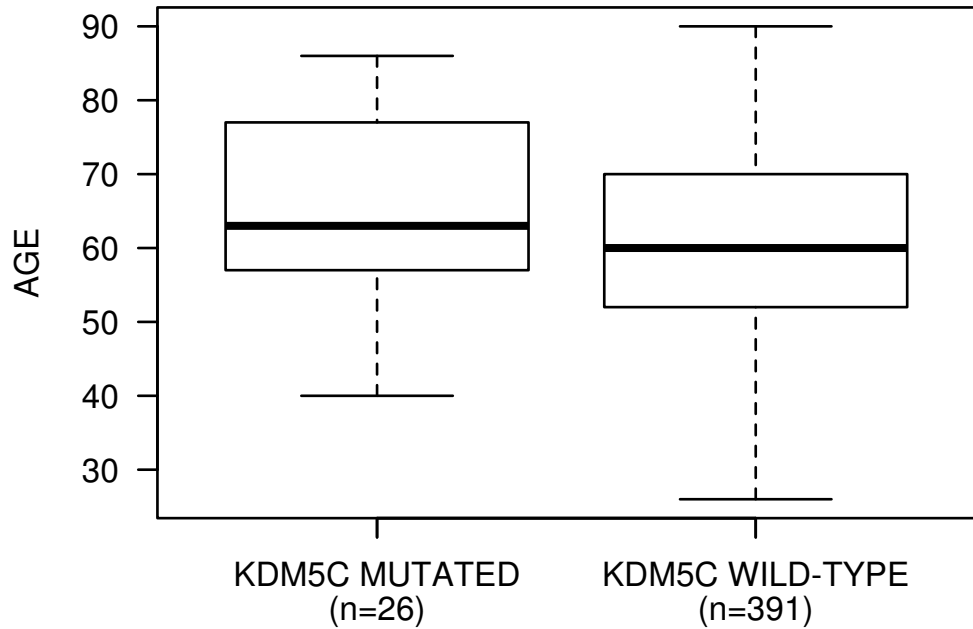 90
80
70
60
50
40
30
AGE
KDM5C MUTATED
(n=26)
KDM5C WILD-TYPE
(n=391)